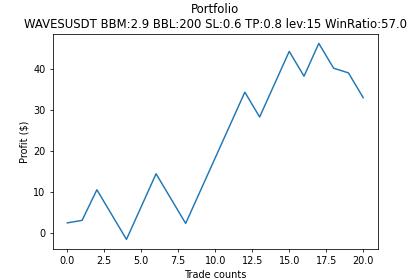 Portfolio
WAVESUSDT BBM:2.9 BBL:200 SL:0.6 TP:0.8 lev:15 WinRatio:57.0
Profit ($)
40
30
20
10
0
0.0 2.5 5.0 7.5 10.0 12.5 15.0 17.5 20.0
Trade counts